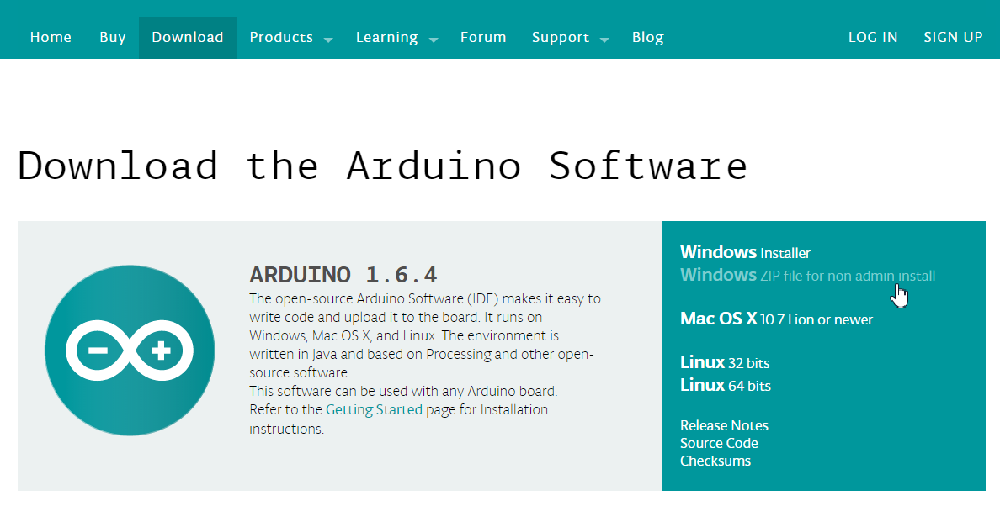 Home Buy Download Products Learning Forum Support Blog LOG IN SIGN UP
Download the Arduino Software
ARDUINO 1.6.4
The open-source Arduino Software (IDE) makes it easy to
write code and upload it to the board. It runs on
Windows, Mac OS X, and Linux. The environment is
written in Java and based on Processing and other open-
source software.
This software can be used with any Arduino board.
Refer to the Getting Started page for Installation
instructions.
Windows Installer
Windows ZIP file for non admin install
Mac OS X 10.7 Lion or newer
Linux 32 bits
Linux 64 bits
Release Notes
Source Code
Checksums